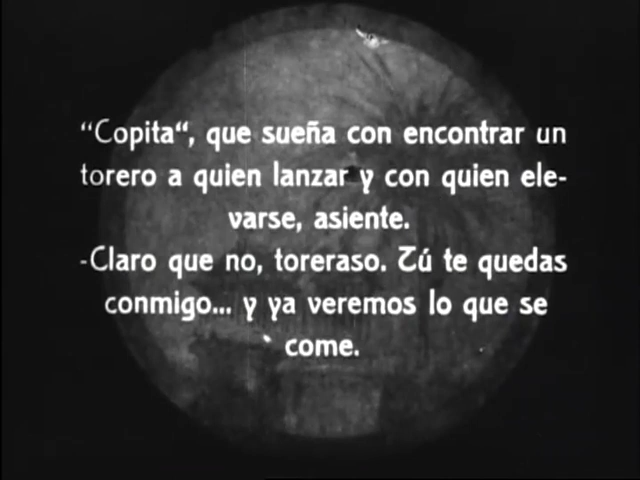 “Copita“, que sueña con encontrar un
torero a quien lanzar y con quien ele-
varse, asiente.
-Claro que no, toreraso. Tú te quedas
conmigo... y ya veremos lo que se
come.